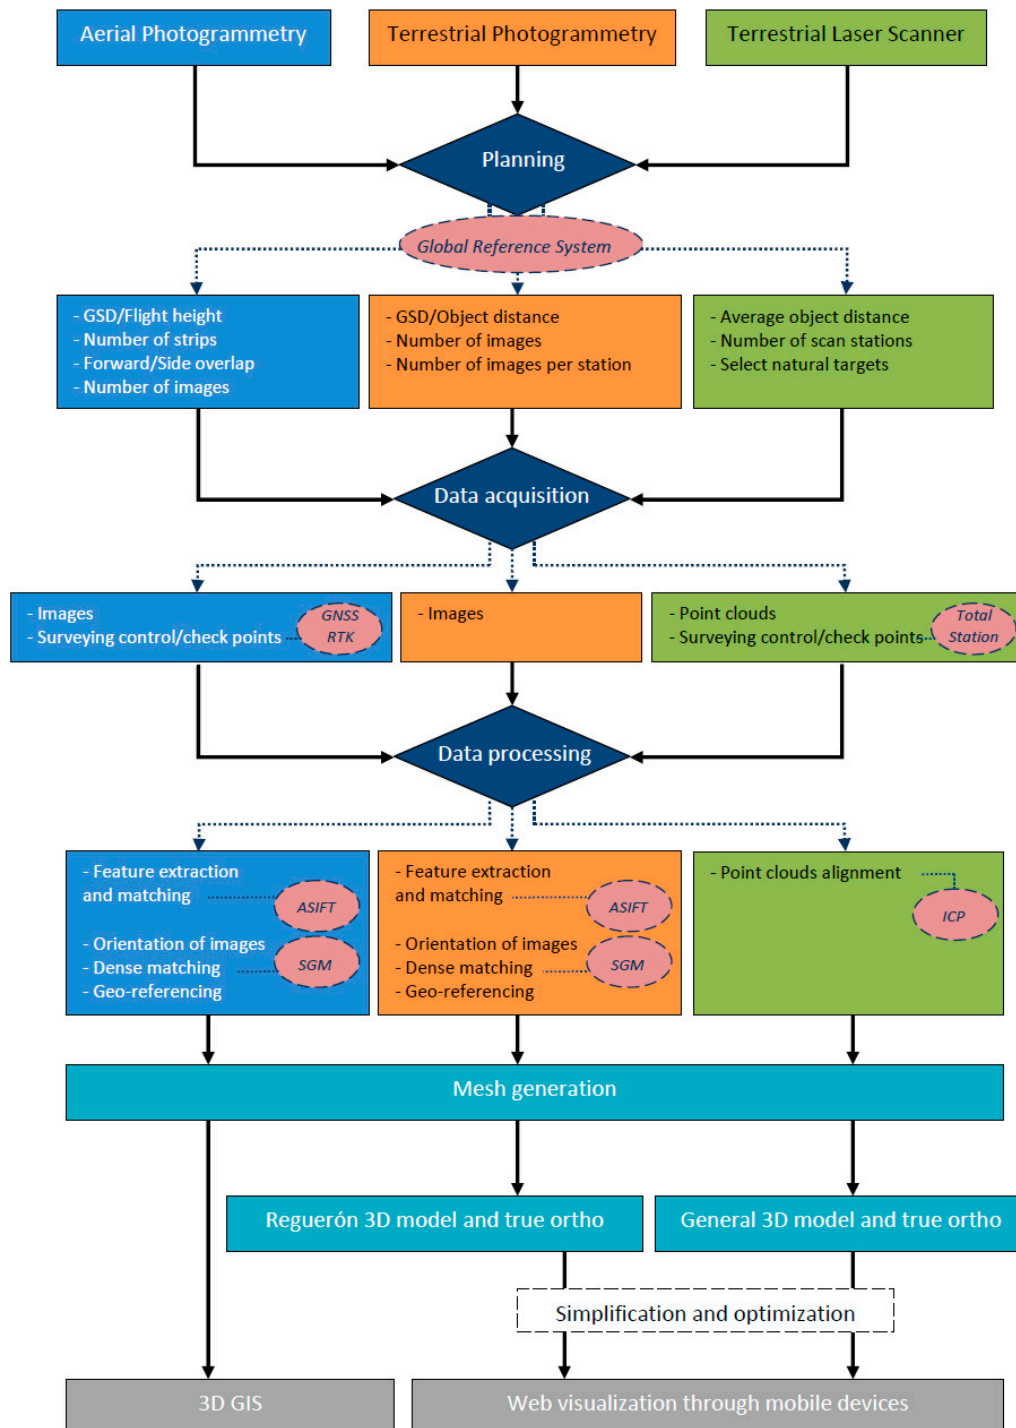 Aerial Photogrammetry
Terrestrial Photogrammetry
Terrestrial Laser Scanner
Planning
Global Reference System
- GSD/Flight height
- Number of strips
- Forward/Side overlap
- Number of images
- GSD/Object distance
- Number of images
- Number of images per station
- Average object distance
- Number of scan stations
- Select natural targets
Data acquisition
- Images
- Surveying control/check points
GNSS
RTK
- Images
- Point clouds
- Surveying control/check points
Total
Station
Data processing
- Feature extraction
and matching
ASIFT
- Orientation of images
- Dense matching
SGM
- Geo-referencing
- Feature extraction
and matching
ASIFT
- Orientation of images
- Dense matching
SGM
- Geo-referencing
- Point clouds alignment
ICP
Mesh generation
Reguerón 3D model and true ortho
General 3D model and true ortho
Simplification and optimization
3D GIS
Web visualization through mobile devices